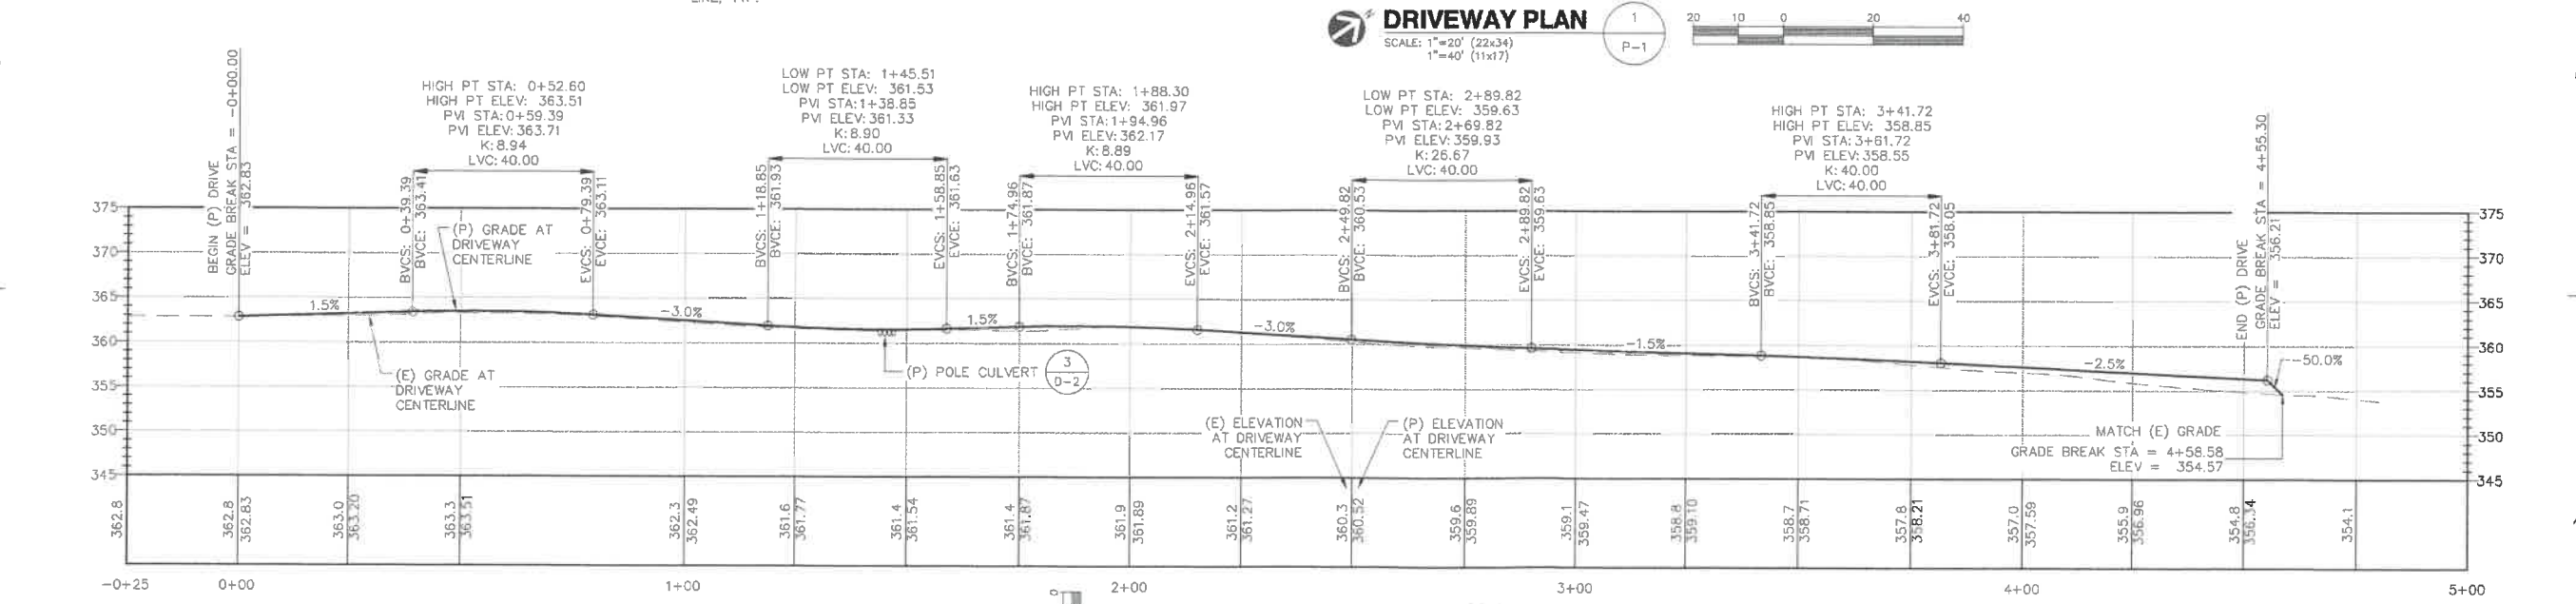 DRIVEWAY PLAN
SCALE: 1"=20' (22x34)
1"=40' (11x17)
1
P-1
20 10 0 20 40
BEGIN (P) DRIVE
GRADE BREAK STA = -0+00.00
ELEV = 362.83
HIGH PT STA: 0+52.60
HIGH PT ELEV: 363.51
PVI STA:0+59.39
PVI ELEV:363.71
K:8.94
LVC:40.00
BVCS: 0+39.39
BVCE: 363.41
EVCS: 0+79.39
EVCE: 363.11
LOW PT STA: 1+45.51
LOW PT ELEV: 361.53
PVI STA:1+38.85
PVI ELEV:361.33
K:8.90
LVC:40.00
BVCS: 1+18.85
BVCE: 361.93
EVCS: 1+58.85
EVCE: 361.63
HIGH PT STA: 1+88.30
HIGH PT ELEV: 361.97
PVI STA:1+94.96
PVI ELEV:362.17
K:8.89
LVC:40.00
BVCS: 1+74.96
BVCE: 361.87
EVCS: 2+14.96
EVCE: 361.57
LOW PT STA: 2+89.82
LOW PT ELEV: 359.63
PVI STA:2+69.82
PVI ELEV:359.93
K:26.67
LVC:40.00
BVCS: 2+49.82
BVCE: 360.53
EVCS: 2+89.82
EVCE: 359.63
HIGH PT STA: 3+41.72
HIGH PT ELEV: 358.85
PVI STA:3+61.72
PVI ELEV:358.55
K:40.00
LVC:40.00
BVCS: 3+41.72
BVCE: 358.85
EVCS: 3+81.72
EVCE: 358.05
END (P) DRIVE
GRADE BREAK STA = 4+55.30
ELEV = 356.21
375
370
365
360
355
350
345
375
370
365
360
355
350
345
(P) GRADE AT
DRIVEWAY
CENTERLINE
1.5%
-3.0%
1.5%
-3.0%
-1.5%
-2.5%
-50.0%
(E) GRADE AT
DRIVEWAY
CENTERLINE
(P) POLE CULVERT
3
D-2
(E) ELEVATION
AT DRIVEWAY
CENTERLINE
(P) ELEVATION
AT DRIVEWAY
CENTERLINE
MATCH (E) GRADE
GRADE BREAK STA = 4+58.58
ELEV = 354.57
362.8
362.8
362.83
363.0
363.20
363.3
363.51
362.3
362.49
361.6
361.77
361.4
361.54
361.4
361.87
361.9
361.89
361.2
361.27
360.3
360.52
359.6
359.89
359.1
359.47
358.8
359.10
358.7
358.71
357.8
358.21
357.0
357.59
355.9
356.96
354.8
356.34
354.1
-0+25 0+00 1+00 2+00 3+00 4+00 5+00